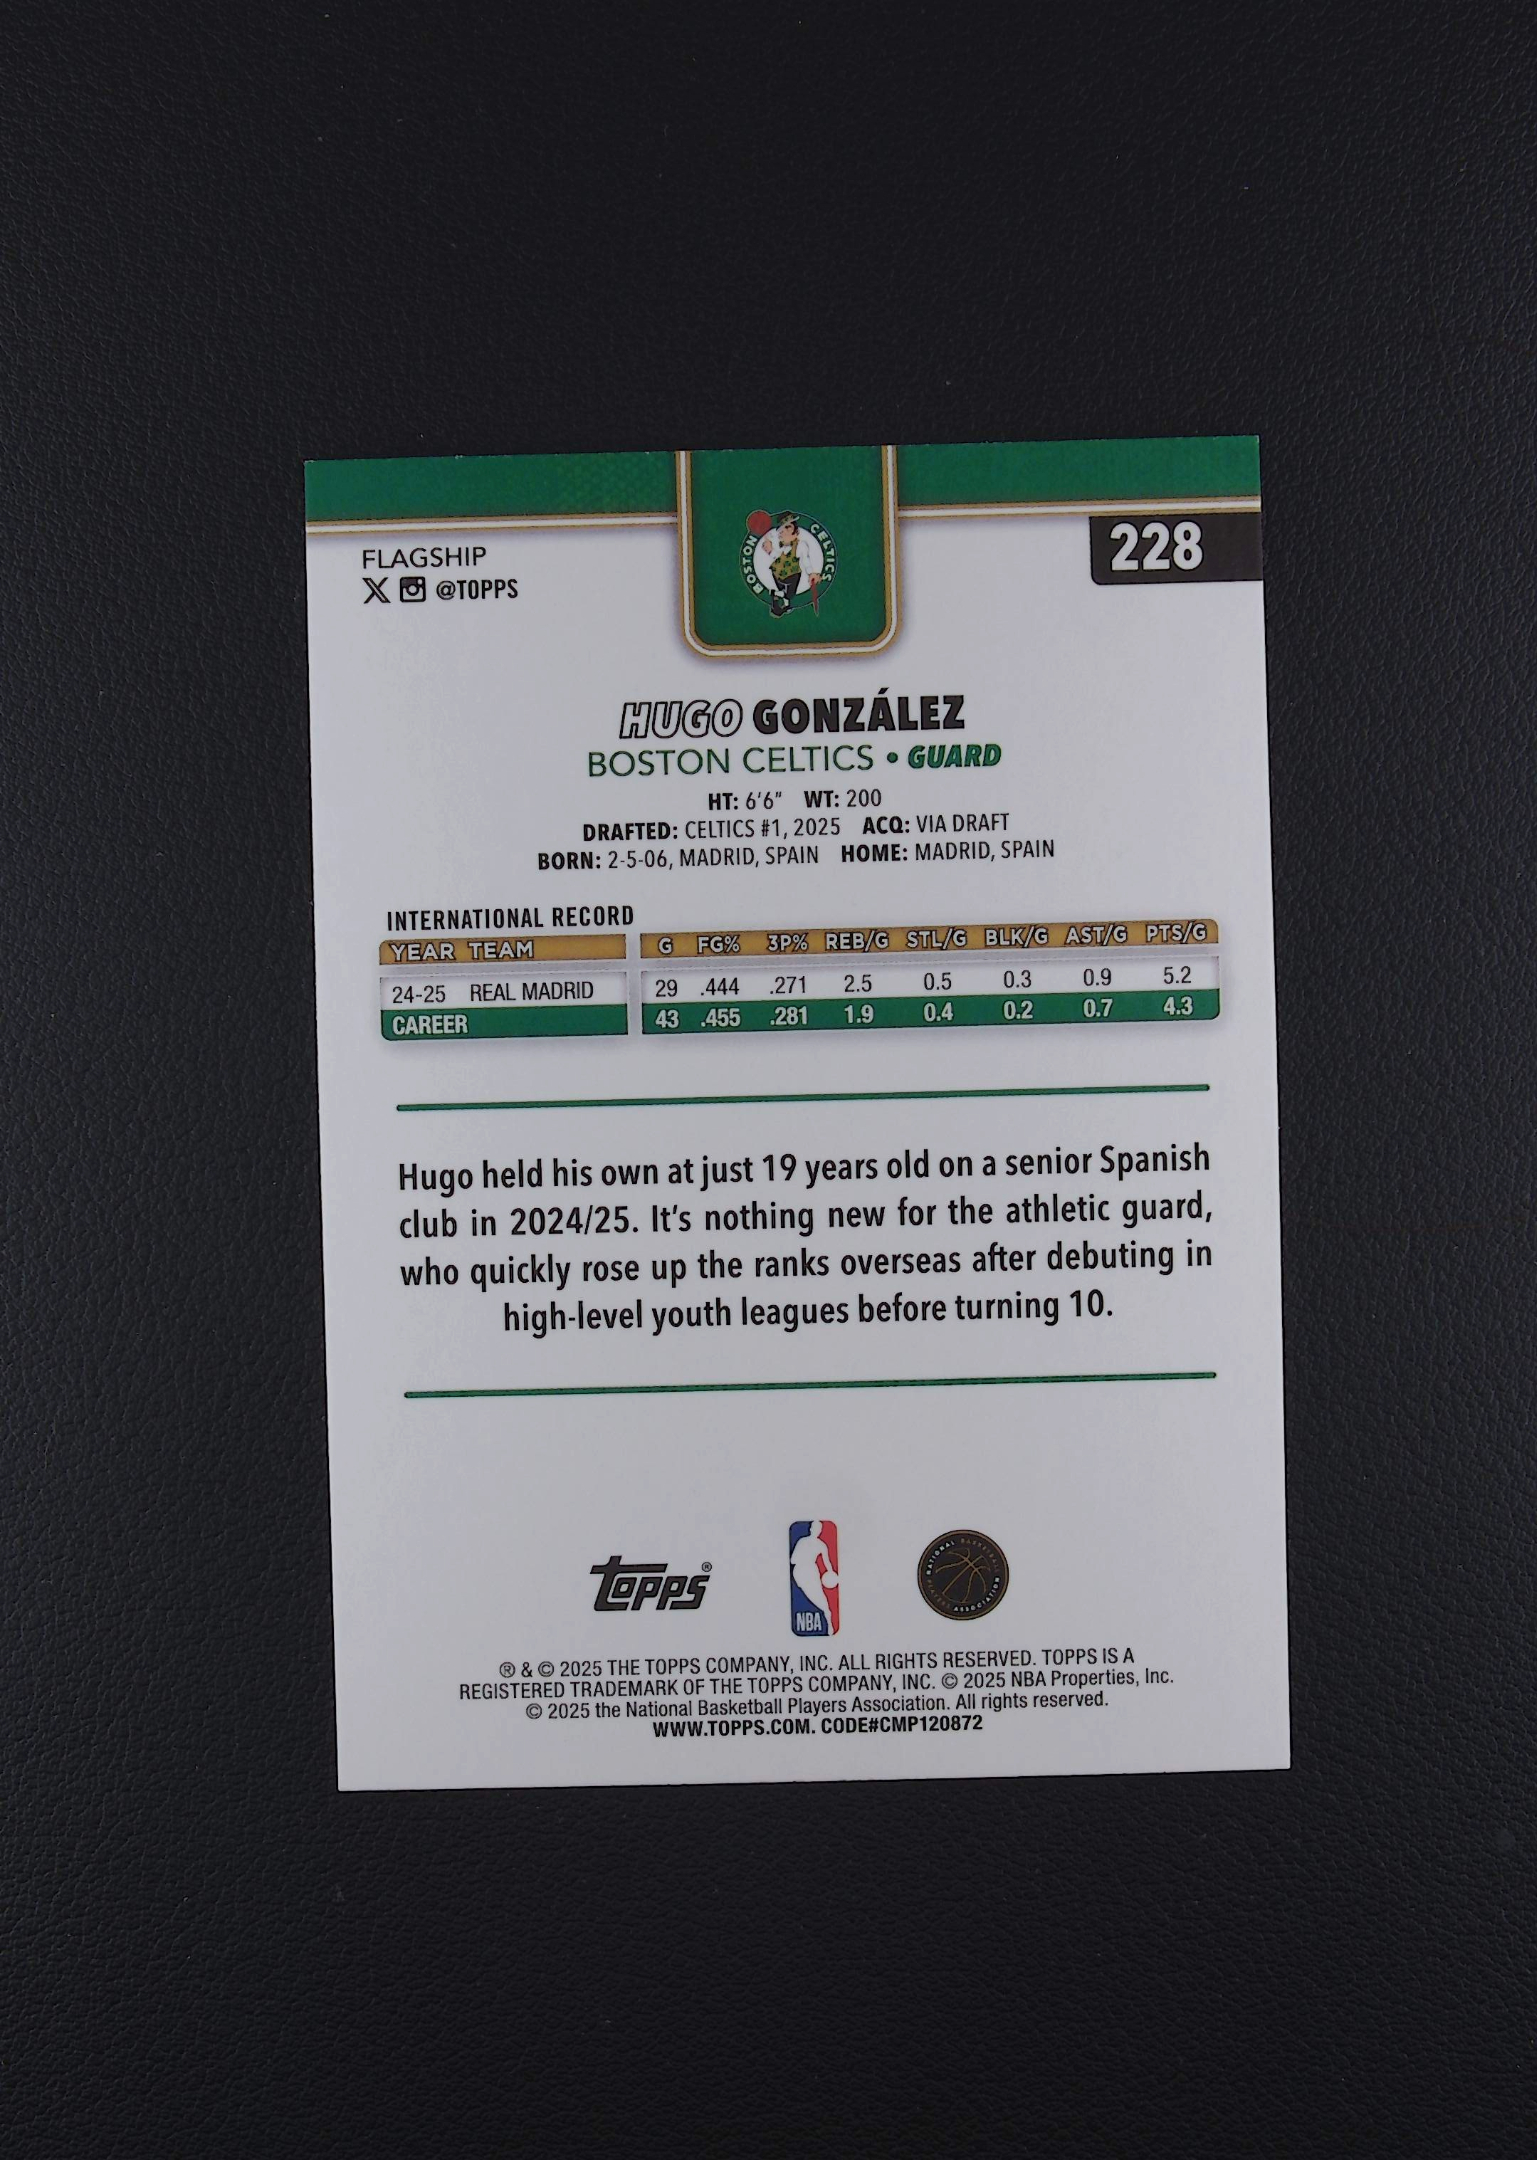 FLAGSHIP
@TOPPS
BOSTON CELTICS
228
HUGO GONZÁLEZ
BOSTON CELTICS • GUARD
HT: 6'6" WT: 200
DRAFTED: CELTICS #1, 2025 ACQ: VIA DRAFT
BORN: 2-5-06, MADRID, SPAIN HOME: MADRID, SPAIN
INTERNATIONAL RECORD
YEAR TEAM G FG% 3P% REB/G STL/G BLK/G AST/G PTS/G
24-25 REAL MADRID 29 .444 .271 2.5 0.5 0.3 0.9 5.2
CAREER 43 .455 .281 1.9 0.4 0.2 0.7 4.3
Hugo held his own at just 19 years old on a senior Spanish
club in 2024/25. It's nothing new for the athletic guard,
who quickly rose up the ranks overseas after debuting in
high-level youth leagues before turning 10.
Topps®
NBA
NATIONAL BASKETBALL PLAYERS ASSOCIATION
® & © 2025 THE TOPPS COMPANY, INC. ALL RIGHTS RESERVED. TOPPS IS A
REGISTERED TRADEMARK OF THE TOPPS COMPANY, INC. © 2025 NBA Properties, Inc.
© 2025 the National Basketball Players Association. All rights reserved.
WWW.TOPPS.COM. CODE#CMP120872